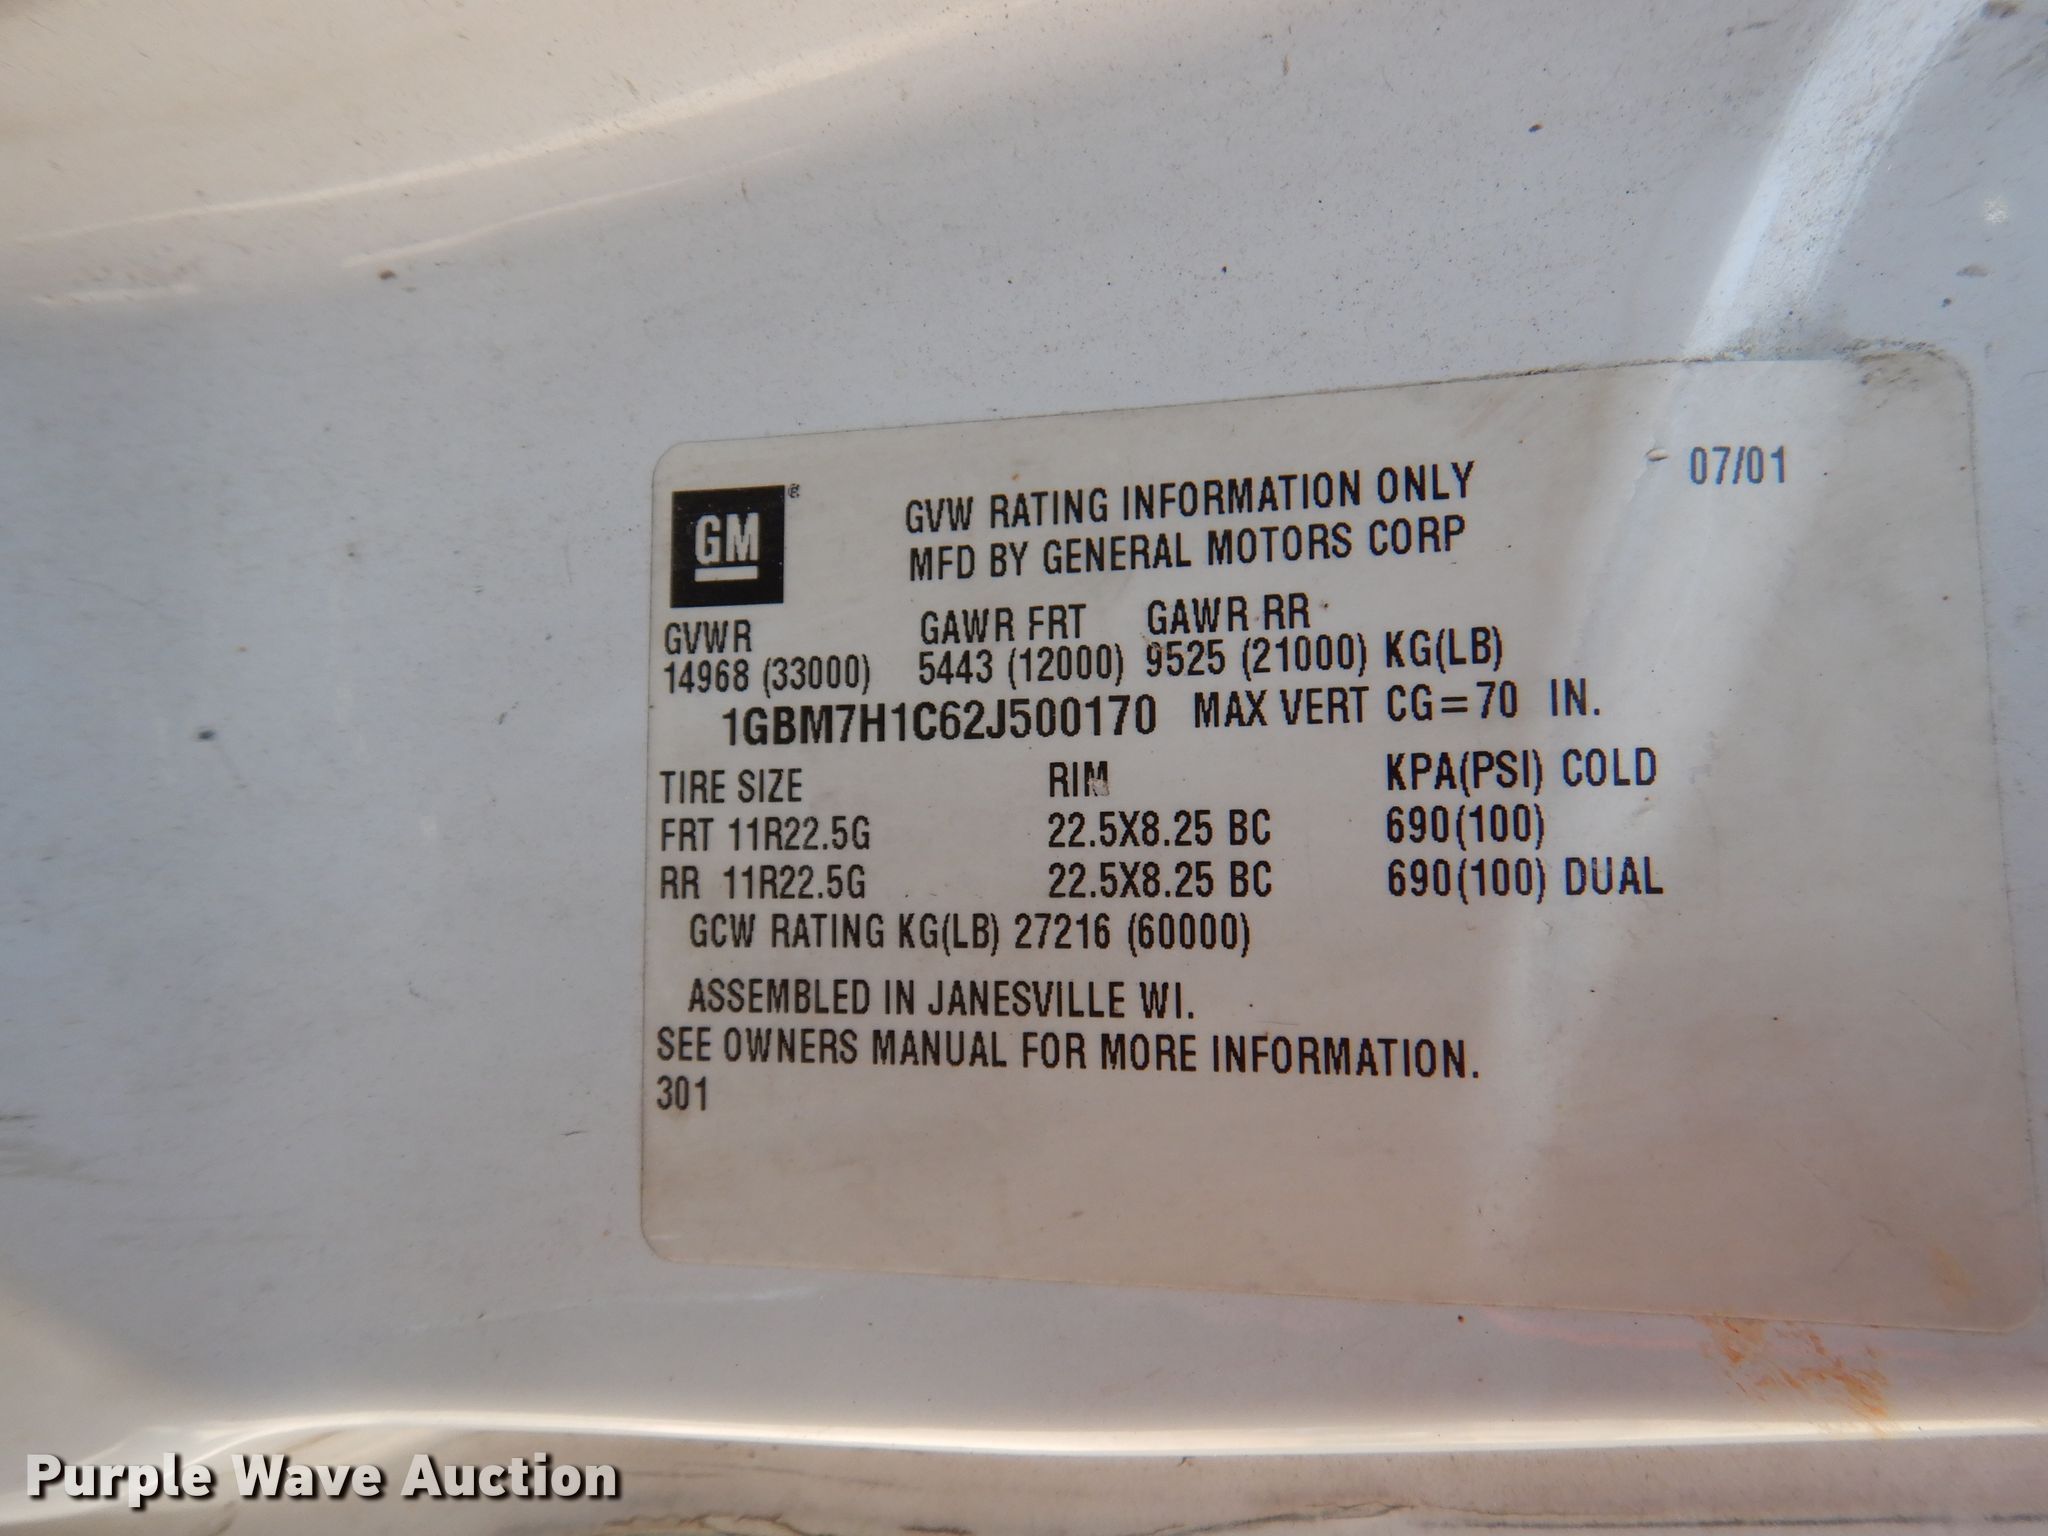 07/01
GM®
GVW RATING INFORMATION ONLY
MFD BY GENERAL MOTORS CORP
GVWR GAWR FRT GAWR RR
14968 (33000) 5443 (12000) 9525 (21000) KG(LB)
1GBM7H1C62J500170 MAX VERT CG=70 IN.
TIRE SIZE RIM KPA(PSI) COLD
FRT 11R22.5G 22.5X8.25 BC 690(100)
RR 11R22.5G 22.5X8.25 BC 690(100) DUAL
GCW RATING KG(LB) 27216 (60000)
ASSEMBLED IN JANESVILLE WI.
SEE OWNERS MANUAL FOR MORE INFORMATION.
301
Purple Wave Auction